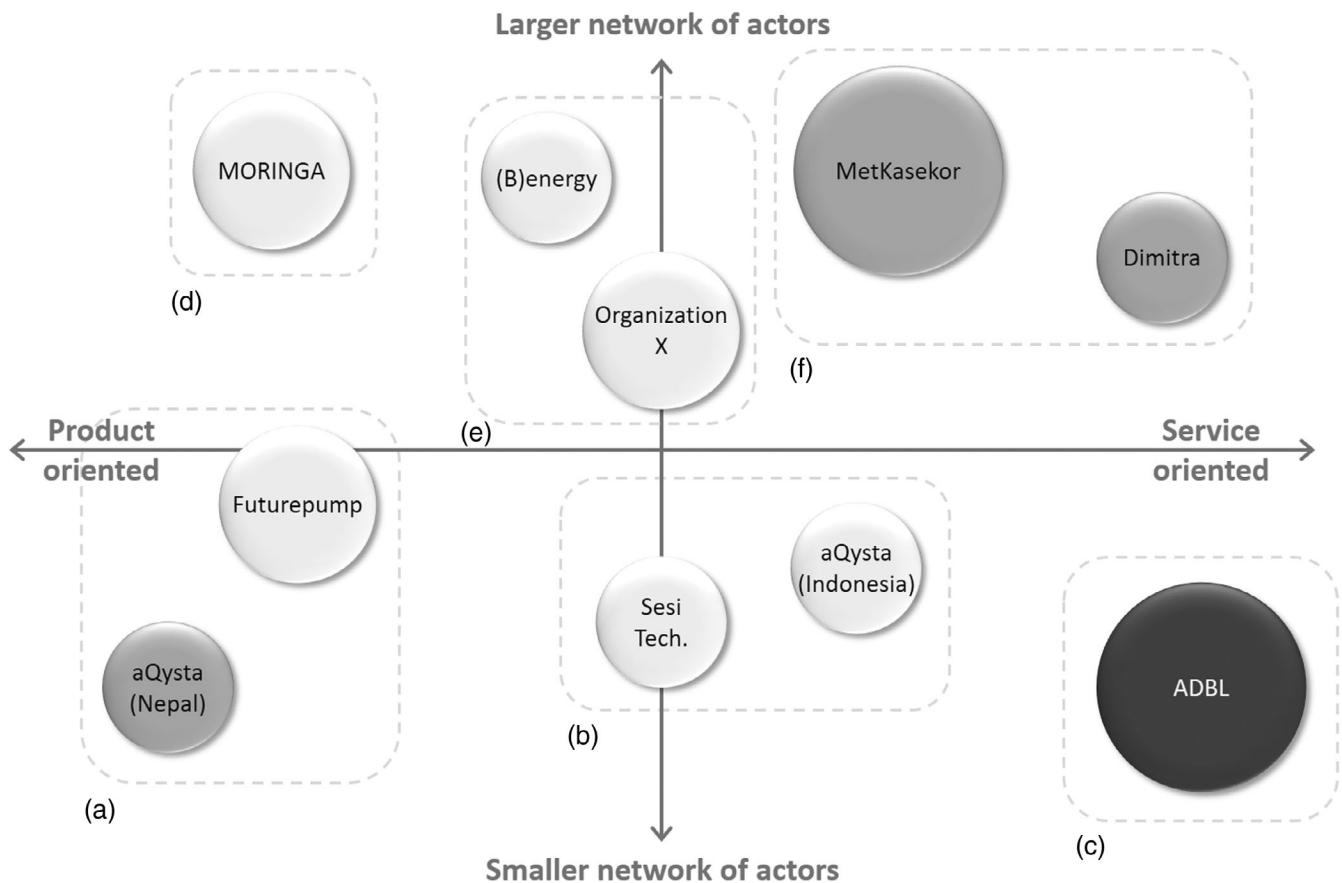 Larger network of actors
MORINGA
(d)
(B)energy
Organization
X
(e)
MetKasekor
Dimitra
(f)
Product
oriented
Service
oriented
Futurepump
aQysta
(Nepal)
(a)
Sesi
Tech.
aQysta
(Indonesia)
(b)
ADBL
(c)
Smaller network of actors